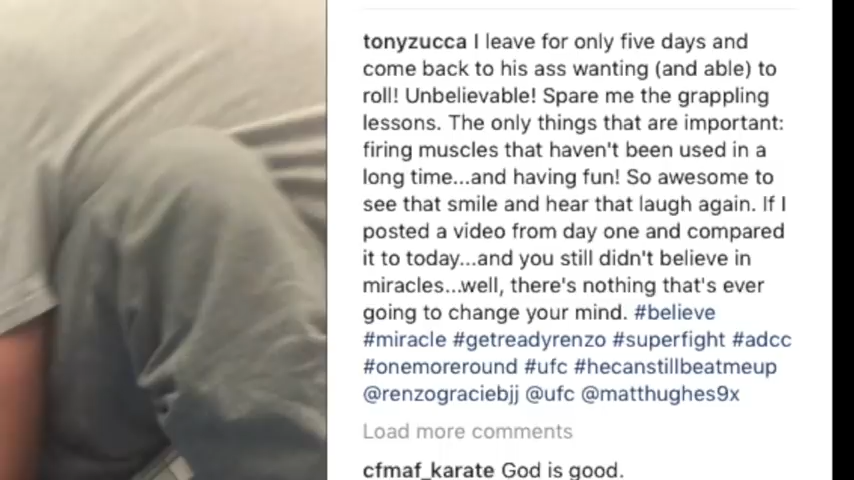 tonyzucca I leave for only five days and
come back to his ass wanting (and able) to
roll! Unbelievable! Spare me the grappling
lessons. The only things that are important:
firing muscles that haven't been used in a
long time...and having fun! So awesome to
see that smile and hear that laugh again. If I
posted a video from day one and compared
it to today...and you still didn't believe in
miracles...well, there's nothing that's ever
going to change your mind. #believe
#miracle #getreadyrenzo #superfight #adcc
#onemoreround #ufc #hecanstillbeatmeup
@renzograciebjj @ufc @matthughes9x
Load more comments
cfmaf_karate God is good.